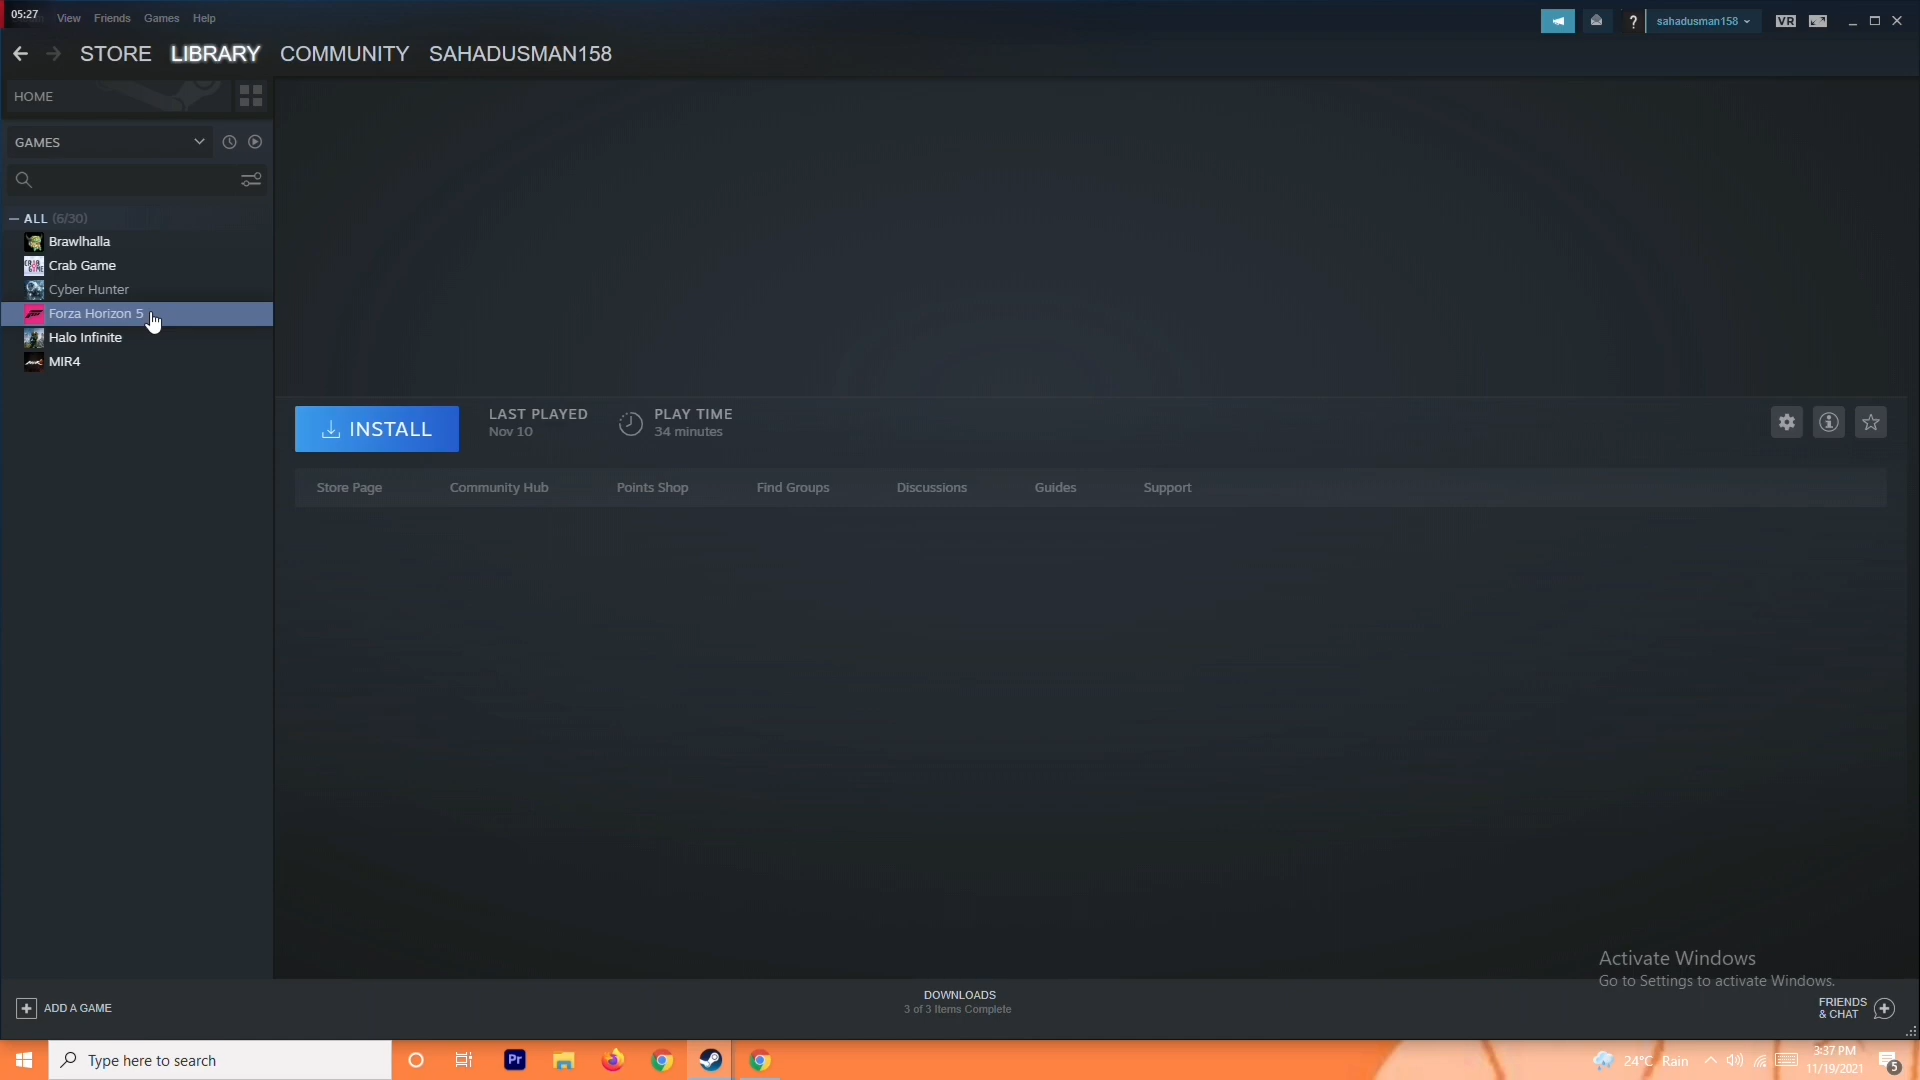 05:27
View Friends Games Help
sahadusman158
VR
STORE LIBRARY COMMUNITY SAHADUSMAN158
HOME
GAMES
ALL (6/30)
Brawlhalla
Crab Game
Cyber Hunter
Forza Horizon 5
Halo Infinite
MIR4
INSTALL
LAST PLAYED
Nov 10
PLAY TIME
34 minutes
Store Page Community Hub Points Shop Find Groups Discussions Guides Support
Activate Windows
Go to Settings to activate Windows.
ADD A GAME
DOWNLOADS
3 of 3 Items Complete
FRIENDS
& CHAT
Type here to search
Pr
24°C Rain
3:37 PM
11/19/2021
5